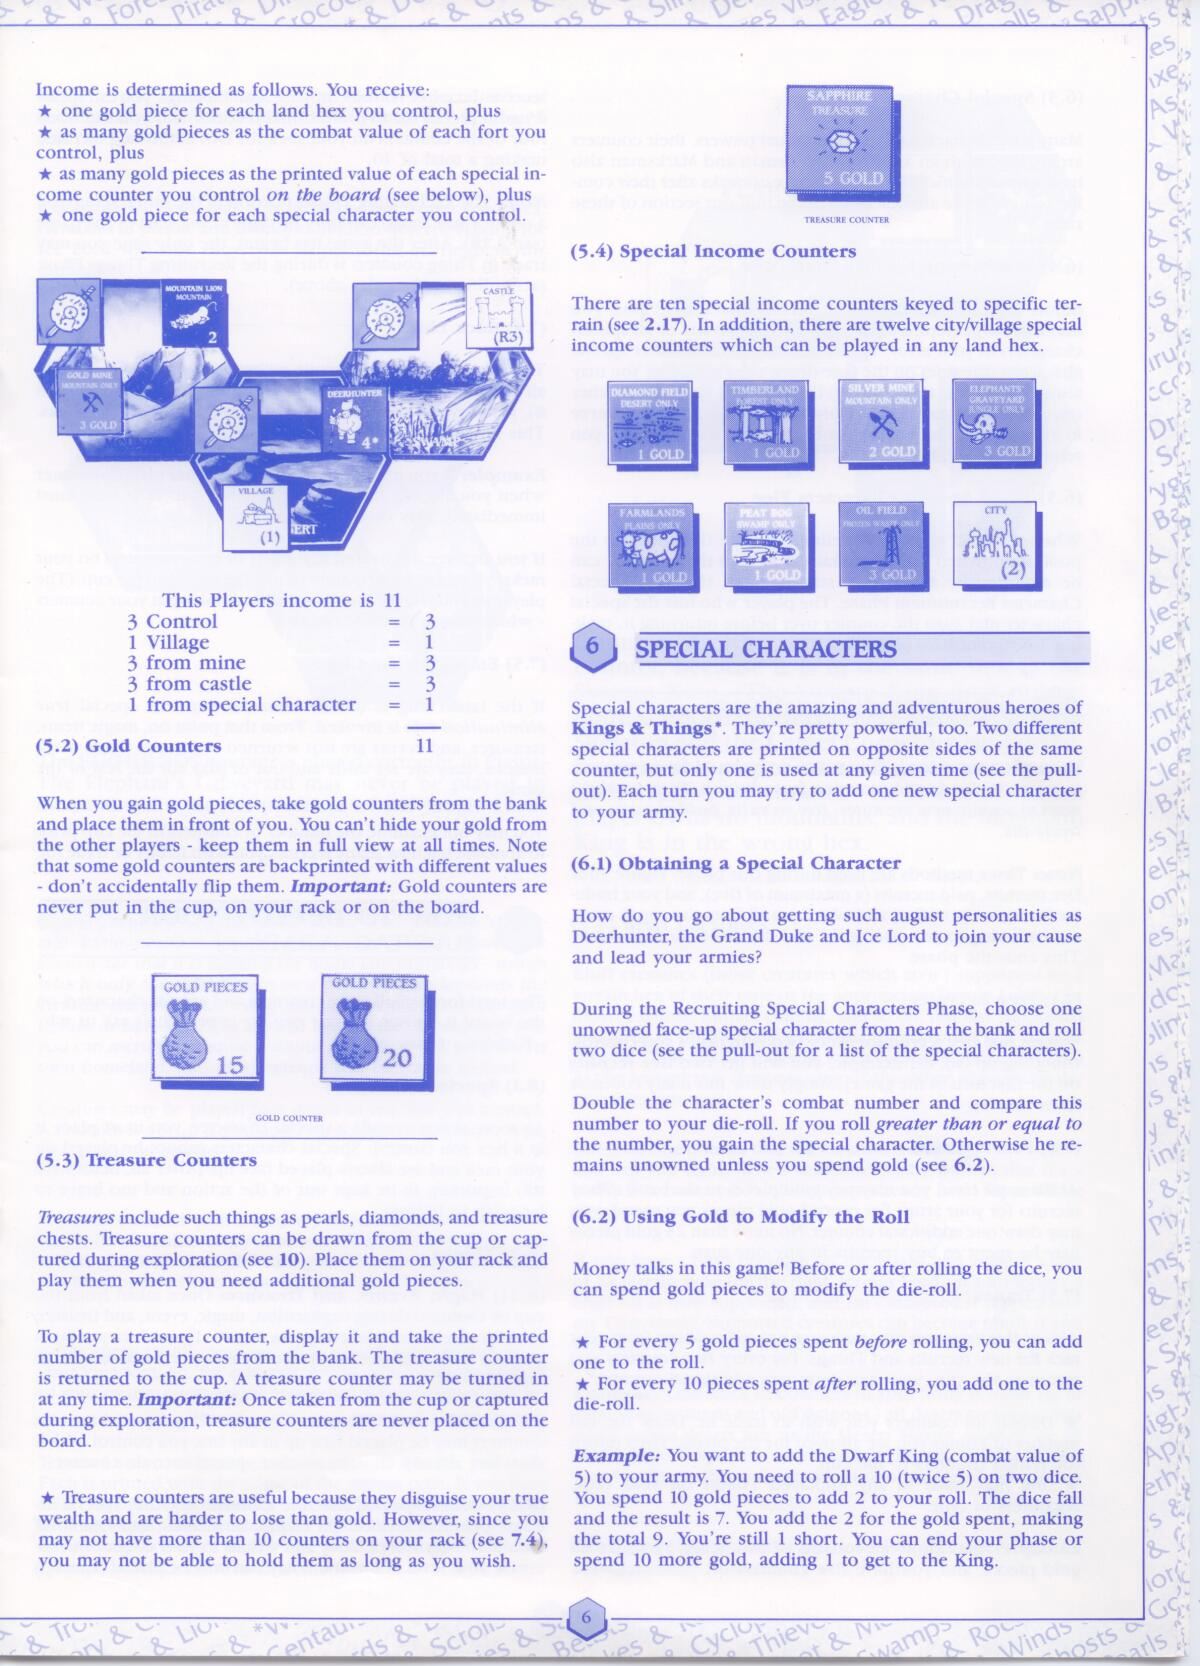 Income is determined as follows. You receive:
★ one gold piece for each land hex you control, plus
★ as many gold pieces as the combat value of each fort you
control, plus
★ as many gold pieces as the printed value of each special in-
come counter you control on the board (see below), plus
★ one gold piece for each special character you control.
MOUNTAIN LION
MOUNTAIN
2
CASTLE
(R3)
GOLD MINE
MOUNTAIN ONLY
3 GOLD
DEERHUNTER
4*
SWAMP
VILLAGE
(1)
This Players income is 11
3 Control = 3
1 Village = 1
3 from mine = 3
3 from castle = 3
1 from special character = 1
11
(5.2) Gold Counters
When you gain gold pieces, take gold counters from the bank
and place them in front of you. You can't hide your gold from
the other players - keep them in full view at all times. Note
that some gold counters are backprinted with different values
- don't accidentally flip them. Important: Gold counters are
never put in the cup, on your rack or on the board.
GOLD PIECES
15
GOLD PIECES
20
GOLD COUNTER
(5.3) Treasure Counters
Treasures include such things as pearls, diamonds, and treasure
chests. Treasure counters can be drawn from the cup or cap-
tured during exploration (see 10). Place them on your rack and
play them when you need additional gold pieces.
To play a treasure counter, display it and take the printed
number of gold pieces from the bank. The treasure counter
is returned to the cup. A treasure counter may be turned in
at any time. Important: Once taken from the cup or captured
during exploration, treasure counters are never placed on the
board.
★ Treasure counters are useful because they disguise your true
wealth and are harder to lose than gold. However, since you
may not have more than 10 counters on your rack (see 7.4),
you may not be able to hold them as long as you wish.
SAPPHIRE
TREASURE
5 GOLD
TREASURE COUNTER
(5.4) Special Income Counters
There are ten special income counters keyed to specific ter-
rain (see 2.17). In addition, there are twelve city/village special
income counters which can be played in any land hex.
DIAMOND FIELD
DESERT ONLY
1 GOLD
TIMBERLAND
FOREST ONLY
1 GOLD
SILVER MINE
MOUNTAIN ONLY
2 GOLD
ELEPHANTS
GRAVEYARD
JUNGLE ONLY
3 GOLD
FARMLANDS
PLAINS ONLY
1 GOLD
PEAT BOG
SWAMP ONLY
1 GOLD
OIL FIELD
FROZEN WASTE ONLY
3 GOLD
CITY
(2)
6 SPECIAL CHARACTERS
Special characters are the amazing and adventurous heroes of
Kings & Things*. They're pretty powerful, too. Two different
special characters are printed on opposite sides of the same
counter, but only one is used at any given time (see the pull-
out). Each turn you may try to add one new special character
to your army.
(6.1) Obtaining a Special Character
How do you go about getting such august personalities as
Deerhunter, the Grand Duke and Ice Lord to join your cause
and lead your armies?
During the Recruiting Special Characters Phase, choose one
unowned face-up special character from near the bank and roll
two dice (see the pull-out for a list of the special characters).
Double the character's combat number and compare this
number to your die-roll. If you roll greater than or equal to
the number, you gain the special character. Otherwise he re-
mains unowned unless you spend gold (see 6.2).
(6.2) Using Gold to Modify the Roll
Money talks in this game! Before or after rolling the dice, you
can spend gold pieces to modify the die-roll.
★ For every 5 gold pieces spent before rolling, you can add
one to the roll.
★ For every 10 pieces spent after rolling, you add one to the
die-roll.
Example: You want to add the Dwarf King (combat value of
5) to your army. You need to roll a 10 (twice 5) on two dice.
You spend 10 gold pieces to add 2 to your roll. The dice fall
and the result is 7. You add the 2 for the gold spent, making
the total 9. You're still 1 short. You can end your phase or
spend 10 more gold, adding 1 to get to the King.
6